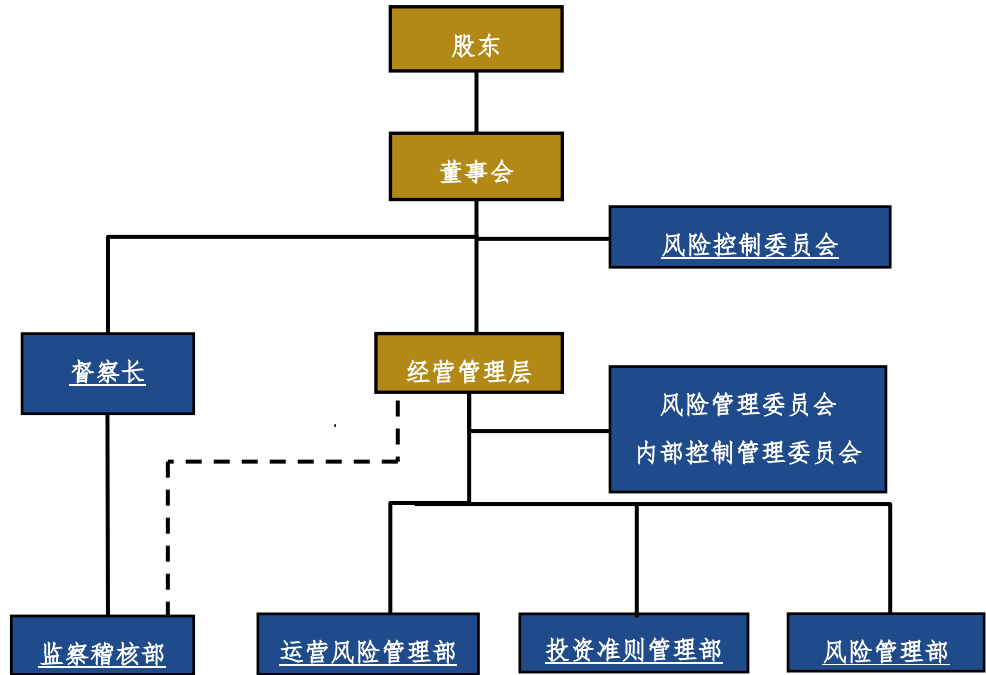 股东
董事会
风险控制委员会
督察长
经营管理层
风险管理委员会
内部控制管理委员会
监察稽核部
运营风险管理部
投资准则管理部
风险管理部